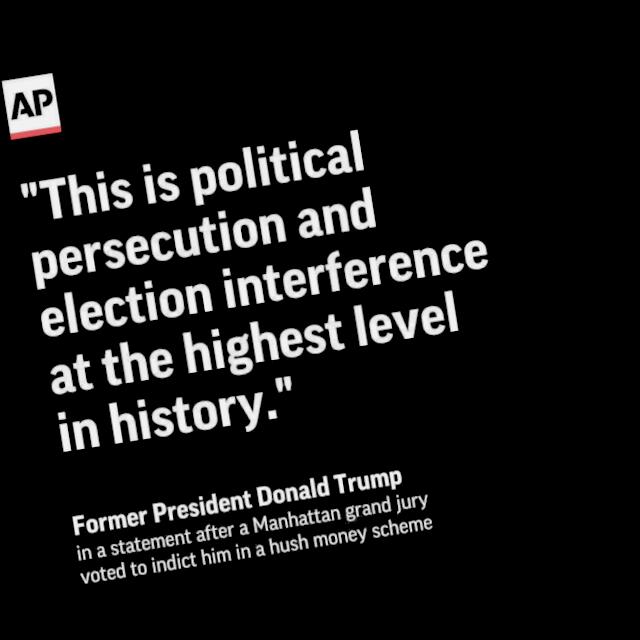 AP
"This is political
persecution and
election interference
at the highest level
in history."
Former President Donald Trump
in a statement after a Manhattan grand jury
voted to indict him in a hush money scheme